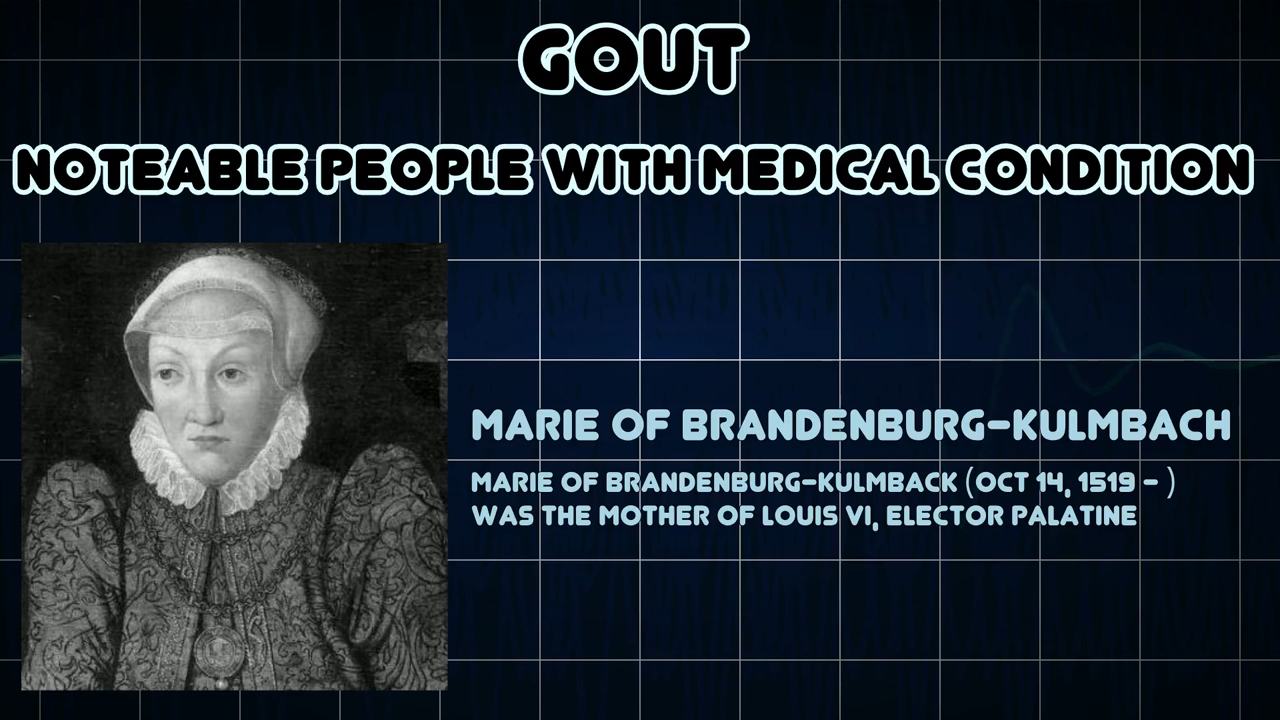 GOUT
NOTEABLE PEOPLE WITH MEDICAL CONDITION
MARIE OF BRANDENBURG-KULMBACH
MARIE OF BRANDENBURG-KULMBACK (OCT 14, 1519 - )
WAS THE MOTHER OF LOUIS VI, ELECTOR PALATINE